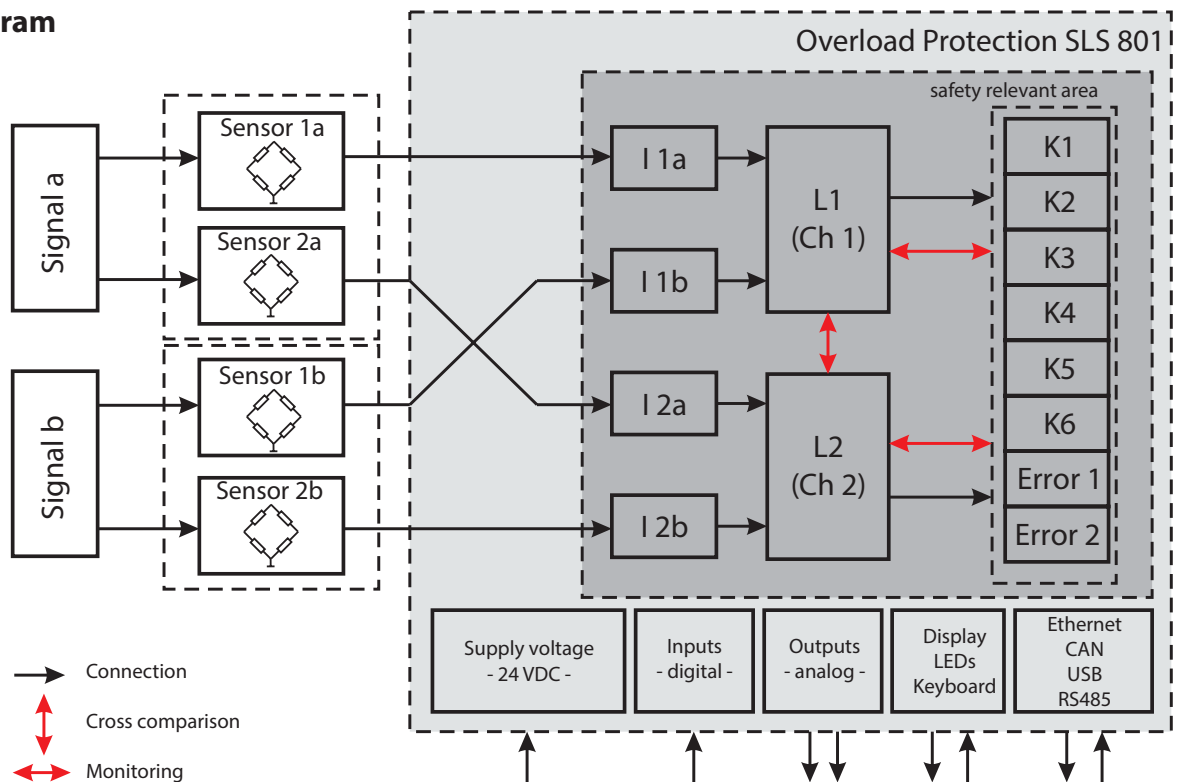 ram
Overload Protection SLS 801
safety relevant area
Signal a
Sensor 1a
Sensor 2a
Signal b
Sensor 1b
Sensor 2b
I 1a
I 1b
I 2a
I 2b
L1
(Ch 1)
L2
(Ch 2)
K1
K2
K3
K4
K5
K6
Error 1
Error 2
Supply voltage
- 24 VDC -
Inputs
- digital -
Outputs
- analog -
Display
LEDs
Keyboard
Ethernet
CAN
USB
RS485
Connection
Cross comparison
Monitoring